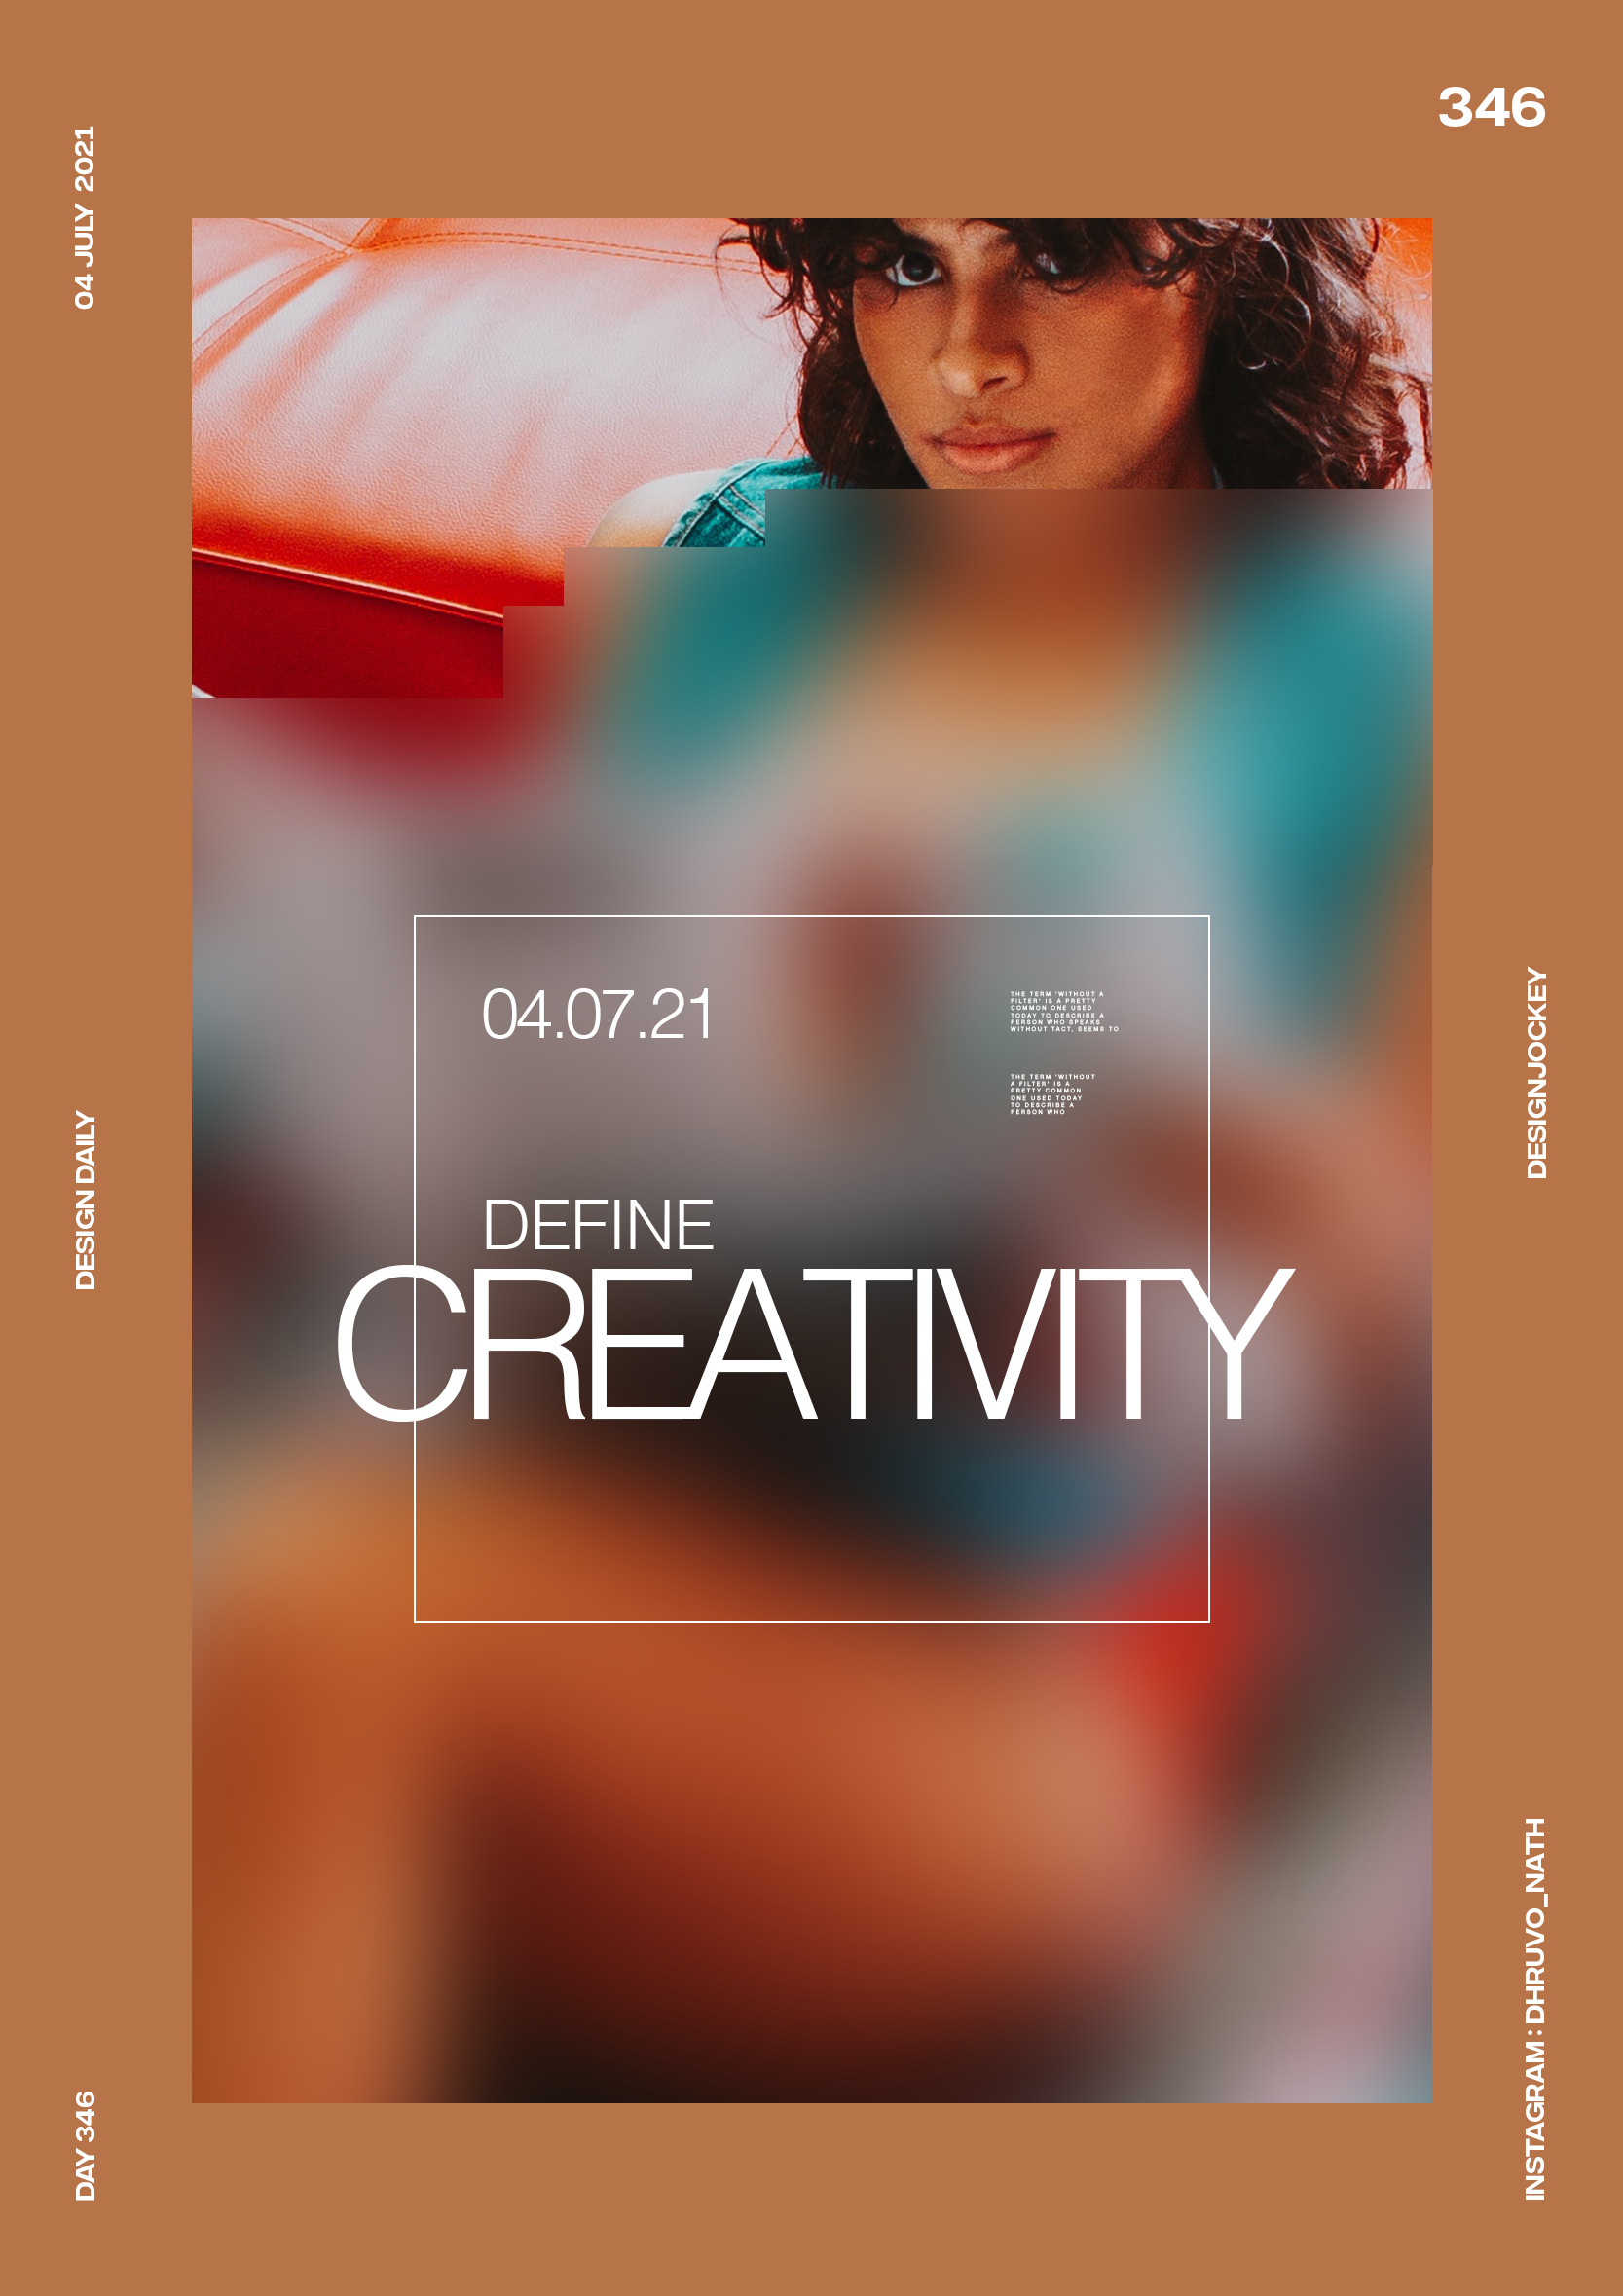 346
04 JULY 2021
04.07.21
THE TERM 'WITHOUT A
FILTER' IS A PRETTY
COMMON ONE USED
TODAY TO DESCRIBE A
PERSON WHO SPEAKS
WITHOUT TACT, SEEMS TO
THE TERM 'WITHOUT
A FILTER' IS A
PRETTY COMMON
ONE USED TODAY
TO DESCRIBE A
PERSON WHO
DEFINE
CREATIVITY
DESIGN DAILY
DESIGNJOCKEY
DAY 346
INSTAGRAM : DHRUVO_NATH